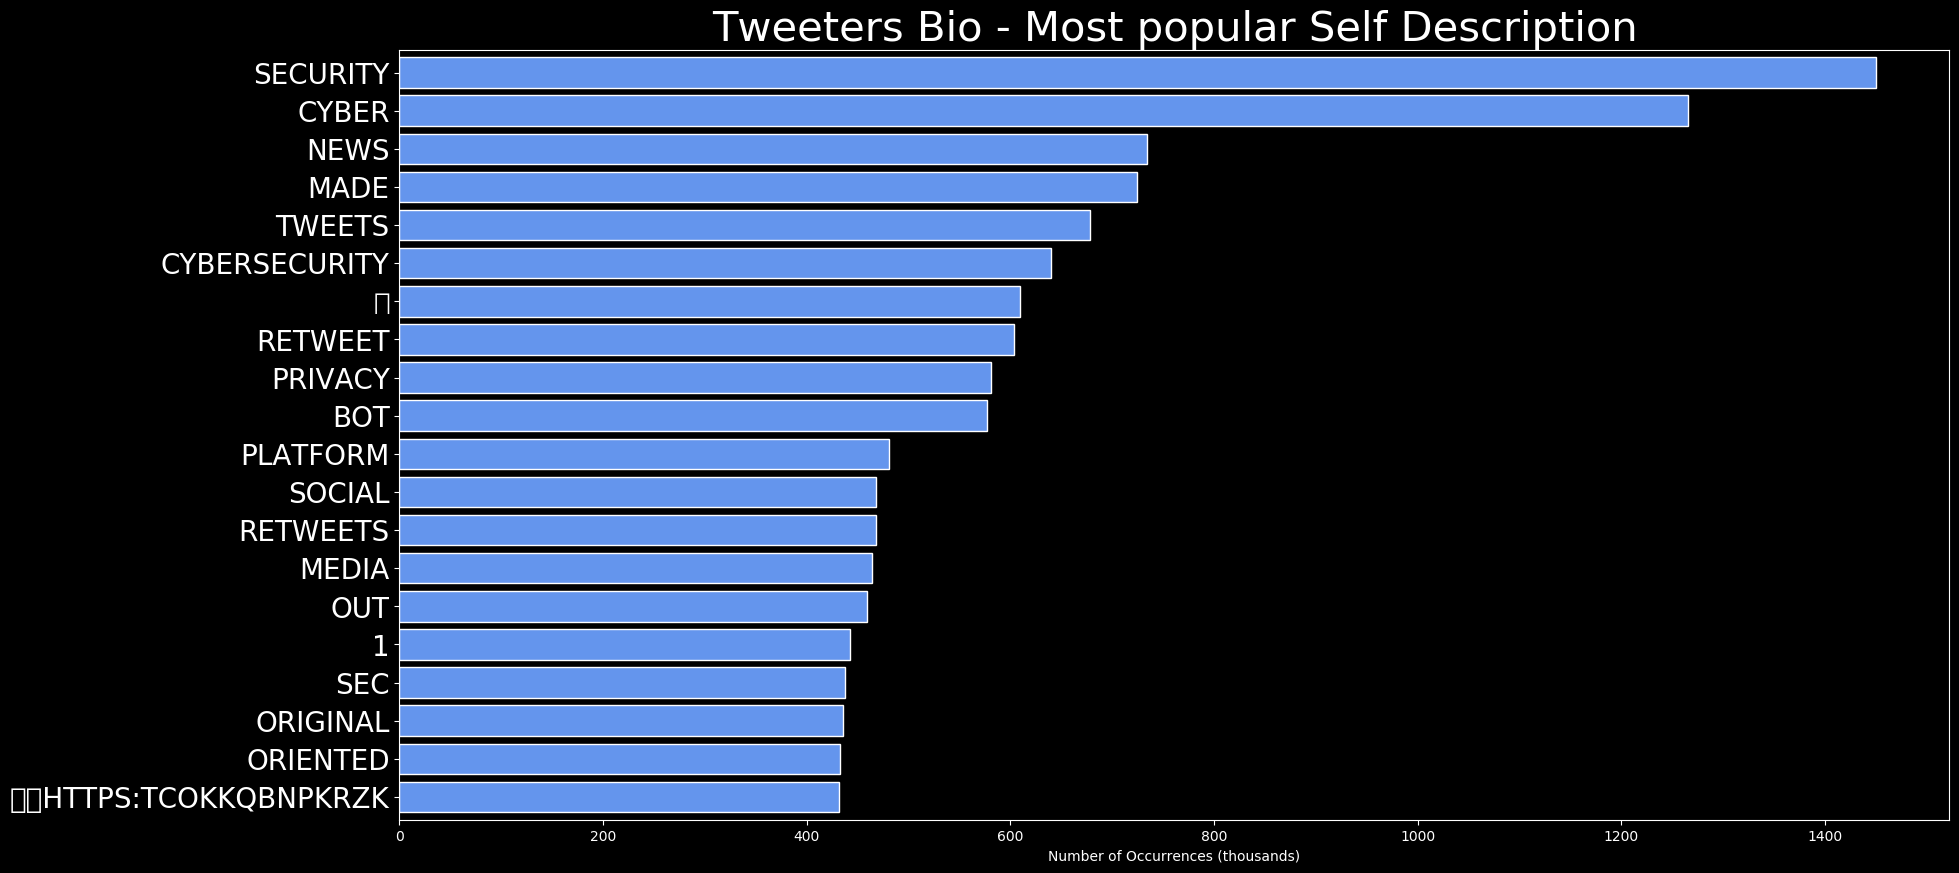 Tweeters Bio - Most popular Self Description
SECURITY
CYBER
NEWS
MADE
TWEETS
CYBERSECURITY
RETWEET
PRIVACY
BOT
PLATFORM
SOCIAL
RETWEETS
MEDIA
OUT
1
SEC
ORIGINAL
ORIENTED
HTTPS:TCOKKQBNPKRZK
0 200 400 600 800 1000 1200 1400
Number of Occurrences (thousands)